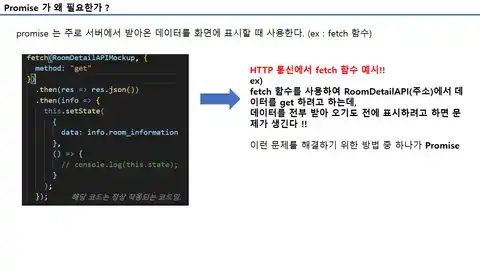 Promise 가 왜 필요한가 ?
promise 는 주로 서버에서 받아온 데이터를 화면에 표시할 때 사용한다. (ex : fetch 함수)
fetch(RoomDetailAPIMockup, {
method: "get"
})
.then(res => res.json())
.then(info => {
this.setState(
{
data: info.room_information
},
() => {
// console.log(this.state);
}
);
});
해당 코드는 정상 작동되는 코드임.
HTTP 통신에서 fetch 함수 예시!!
ex)
fetch 함수를 사용하여 RoomDetailAPI(주소)에서 데
이터를 get 하려고 하는데,
데이터를 전부 받아 오기도 전에 표시하려고 하면 문
제가 생긴다 !!
이런 문제를 해결하기 위한 방법 중 하나가 Promise